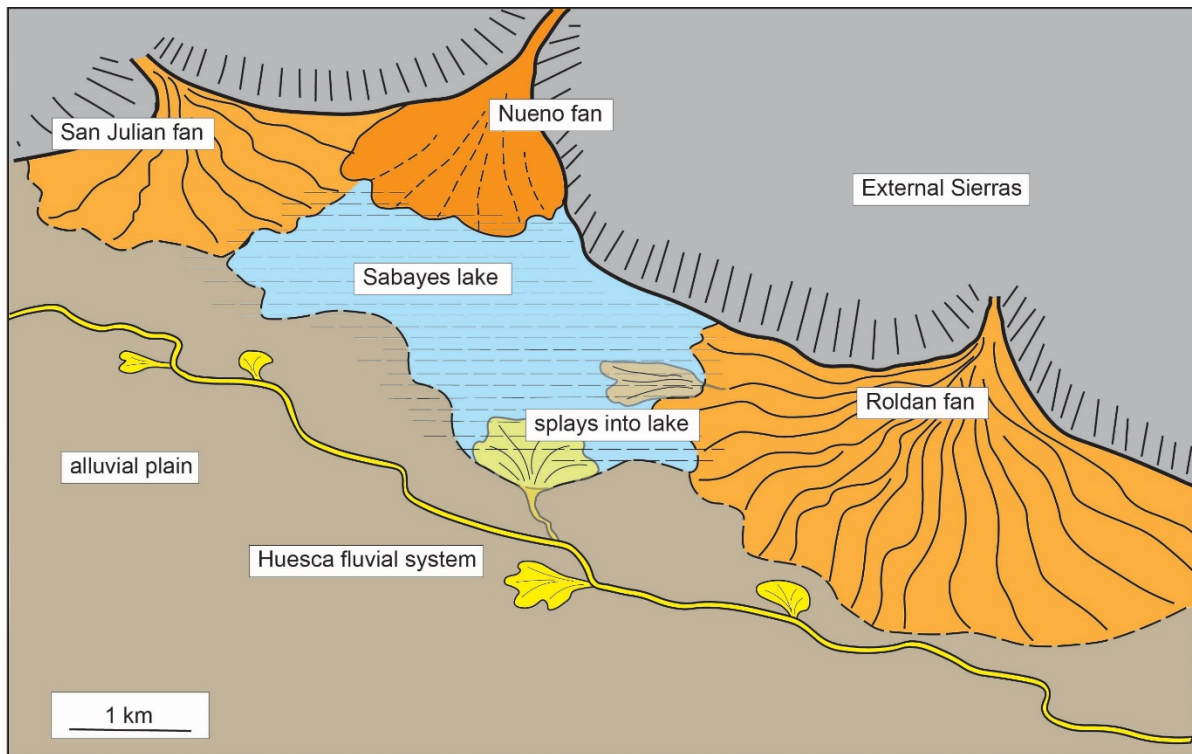 Nueno fan
San Julian fan
External Sierras
Sabayes lake
Roldan fan
splays into lake
alluvial plain
Huesca fluvial system
1 km